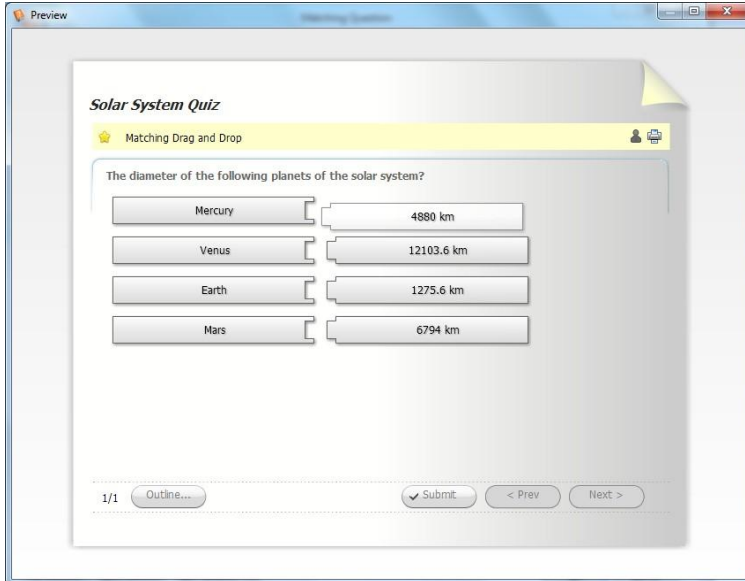 Preview
Matching Question
Solar System Quiz
Matching Drag and Drop
The diameter of the following planets of the solar system?
Mercury 4880 km
Venus 12103.6 km
Earth 1275.6 km
Mars 6794 km
1/1 Outline... Submit < Prev Next >